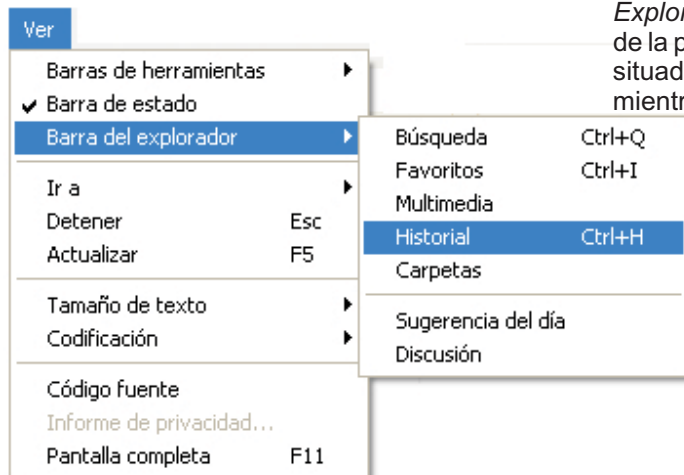 Ver
Barras de herramientas
Barra de estado
Barra del explorador
Ir a
Detener Esc
Actualizar F5
Tamaño de texto
Codificación
Código fuente
Informe de privacidad...
Pantalla completa F11
Búsqueda Ctrl+Q
Favoritos Ctrl+I
Multimedia
Historial Ctrl+H
Carpetas
Sugerencia del día
Discusión
de la